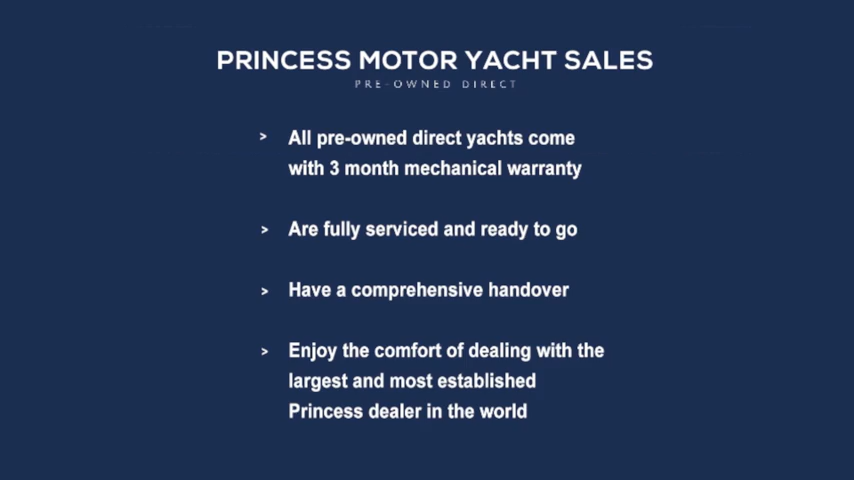 PRINCESS MOTOR YACHT SALES
PRE-OWNED DIRECT
> All pre-owned direct yachts come
with 3 month mechanical warranty
> Are fully serviced and ready to go
> Have a comprehensive handover
> Enjoy the comfort of dealing with the
largest and most established
Princess dealer in the world